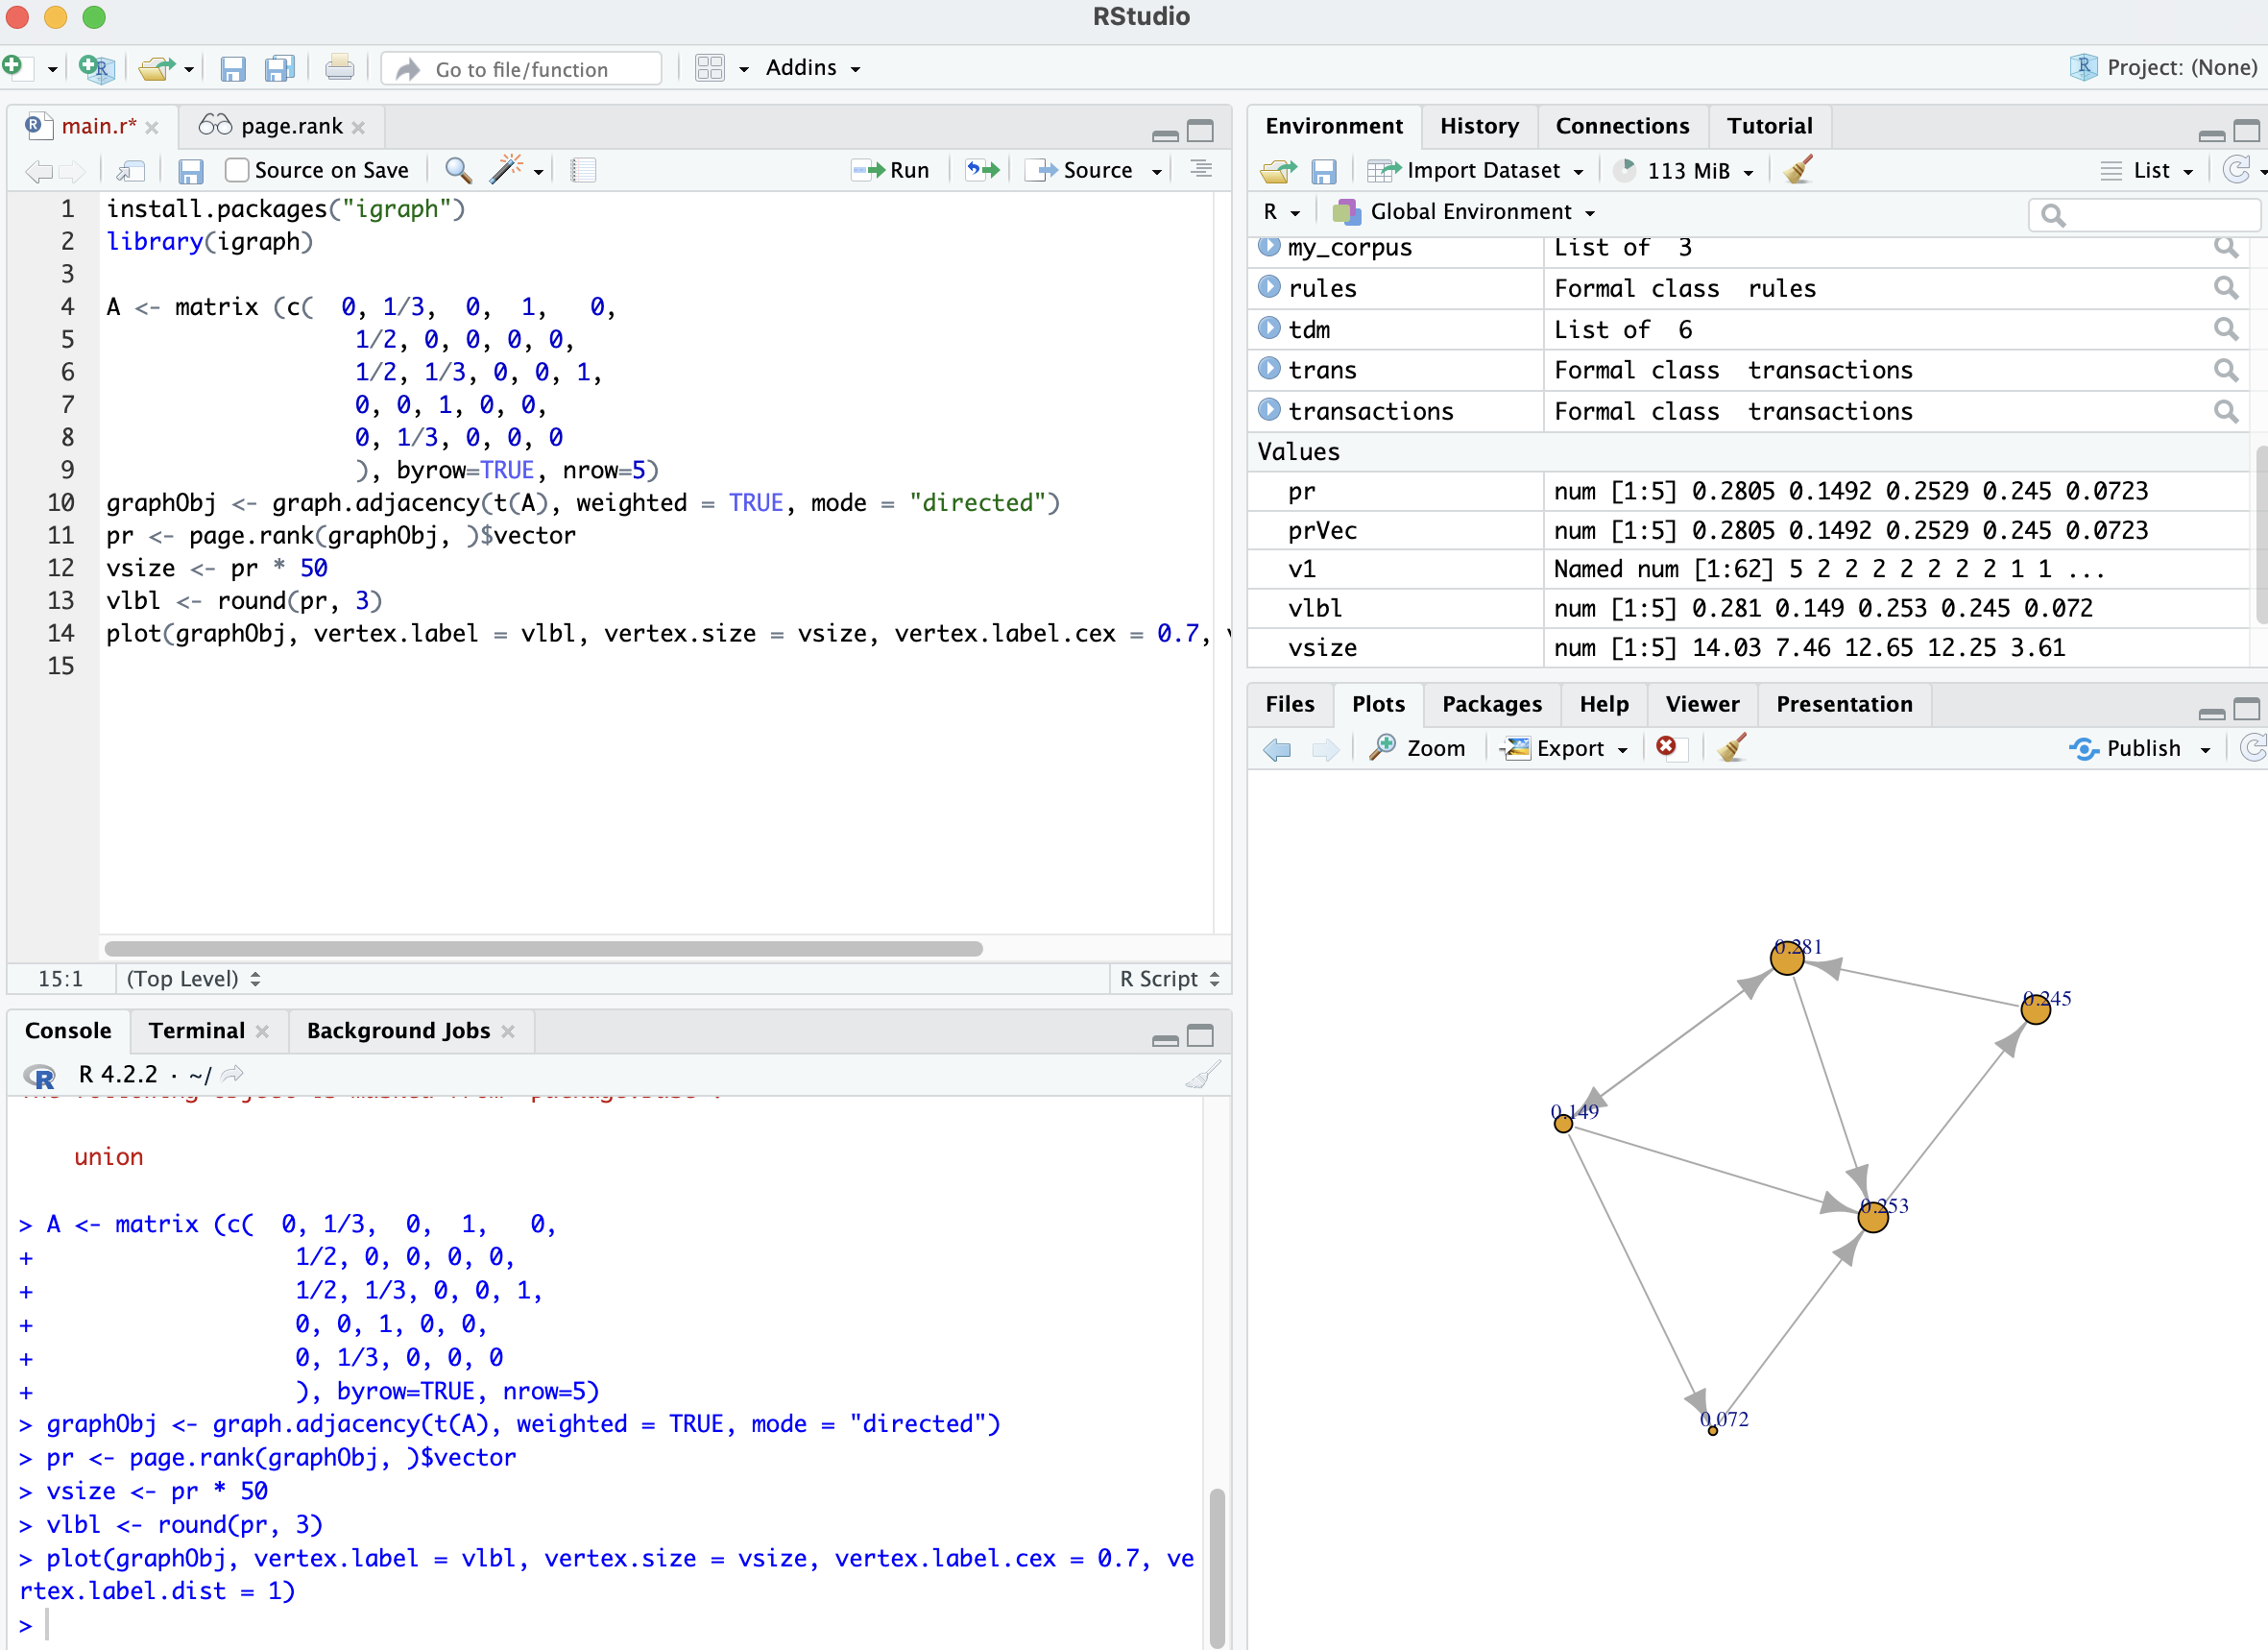 RStudio
Go to file/function
Addins
Project: (None)
main.r*
page.rank
Source on Save
Run
Source
1 install.packages("igraph")
2 library(igraph)
3
4 A <- matrix (c(  0, 1/3,  0,  1,   0,
5 1/2, 0, 0, 0, 0,
6 1/2, 1/3, 0, 0, 1,
7 0, 0, 1, 0, 0,
8 0, 1/3, 0, 0, 0
9 ), byrow=TRUE, nrow=5)
10 graphObj <- graph.adjacency(t(A), weighted = TRUE, mode = "directed")
11 pr <- page.rank(graphObj, )$vector
12 vsize <- pr * 50
13 vlbl <- round(pr, 3)
14 plot(graphObj, vertex.label = vlbl, vertex.size = vsize, vertex.label.cex = 0.7,
15
15:1 (Top Level) R Script
Console Terminal Background Jobs
R 4.2.2 · ~/
union
> A <- matrix (c(  0, 1/3,  0,  1,   0,
+ 1/2, 0, 0, 0, 0,
+ 1/2, 1/3, 0, 0, 1,
+ 0, 0, 1, 0, 0,
+ 0, 1/3, 0, 0, 0
+ ), byrow=TRUE, nrow=5)
> graphObj <- graph.adjacency(t(A), weighted = TRUE, mode = "directed")
> pr <- page.rank(graphObj, )$vector
> vsize <- pr * 50
> vlbl <- round(pr, 3)
> plot(graphObj, vertex.label = vlbl, vertex.size = vsize, vertex.label.cex = 0.7, ve
rtex.label.dist = 1)
>
Environment History Connections Tutorial
Import Dataset 113 MiB List
R Global Environment
my_corpus List of  3
rules Formal class  rules
tdm List of  6
trans Formal class  transactions
transactions Formal class  transactions
Values
pr num [1:5] 0.2805 0.1492 0.2529 0.245 0.0723
prVec num [1:5] 0.2805 0.1492 0.2529 0.245 0.0723
v1 Named num [1:62] 5 2 2 2 2 2 2 2 1 1 ...
vlbl num [1:5] 0.281 0.149 0.253 0.245 0.072
vsize num [1:5] 14.03 7.46 12.65 12.25 3.61
Files Plots Packages Help Viewer Presentation
Zoom Export Publish
0.281
0.245
0.149
0.253
0.072